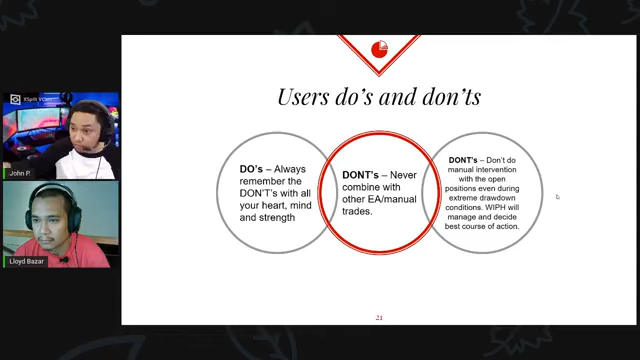 XSplit VCam
John P.
Lloyd Bazar
Users do's and don'ts
DO's – Always
remember the
DON'T's with all
your heart, mind
and strength
DONT's – Never
combine with
other EA/manual
trades.
DONT's – Don't do
manual intervention
with the open
positions even during
extreme drawdown
conditions. WIPH will
manage and decide
best course of action.
21